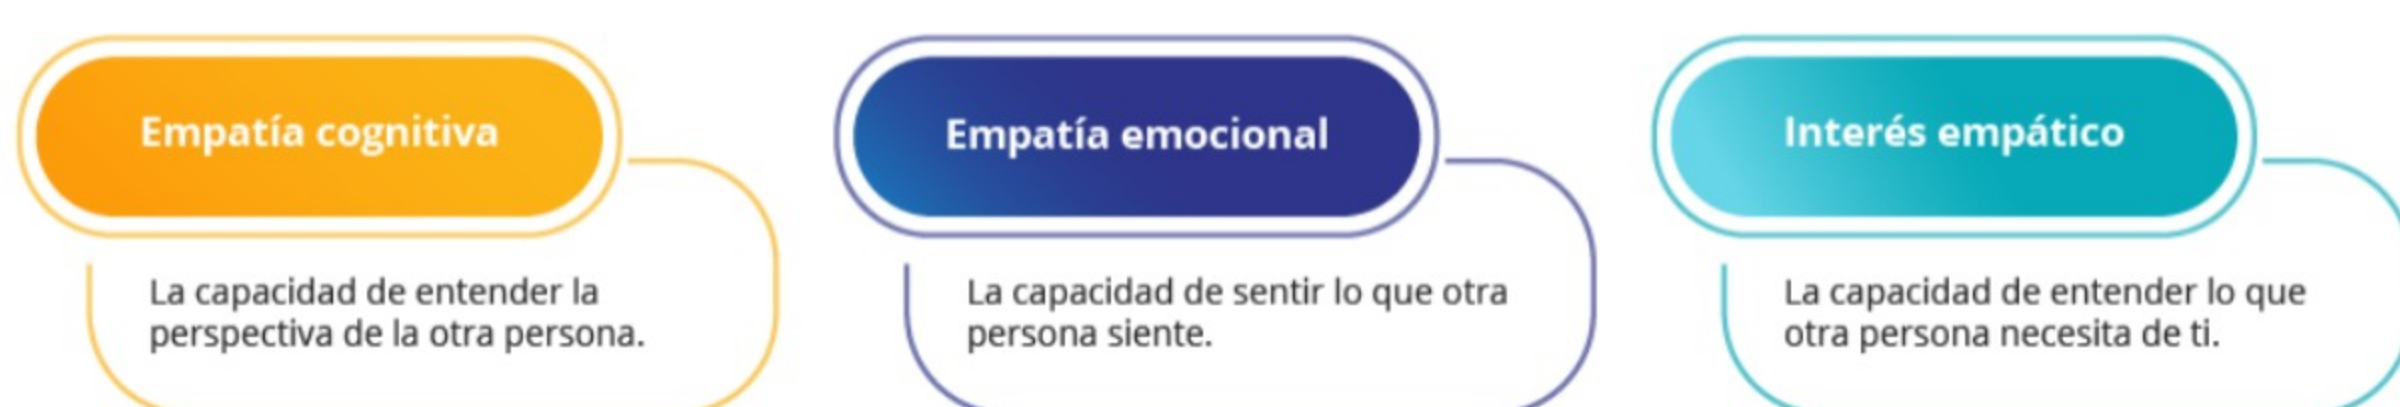 Empatía cognitiva
La capacidad de entender la
perspectiva de la otra persona.
Empatía emocional
La capacidad de sentir lo que otra
persona siente.
Interés empático
La capacidad de entender lo que
otra persona necesita de ti.